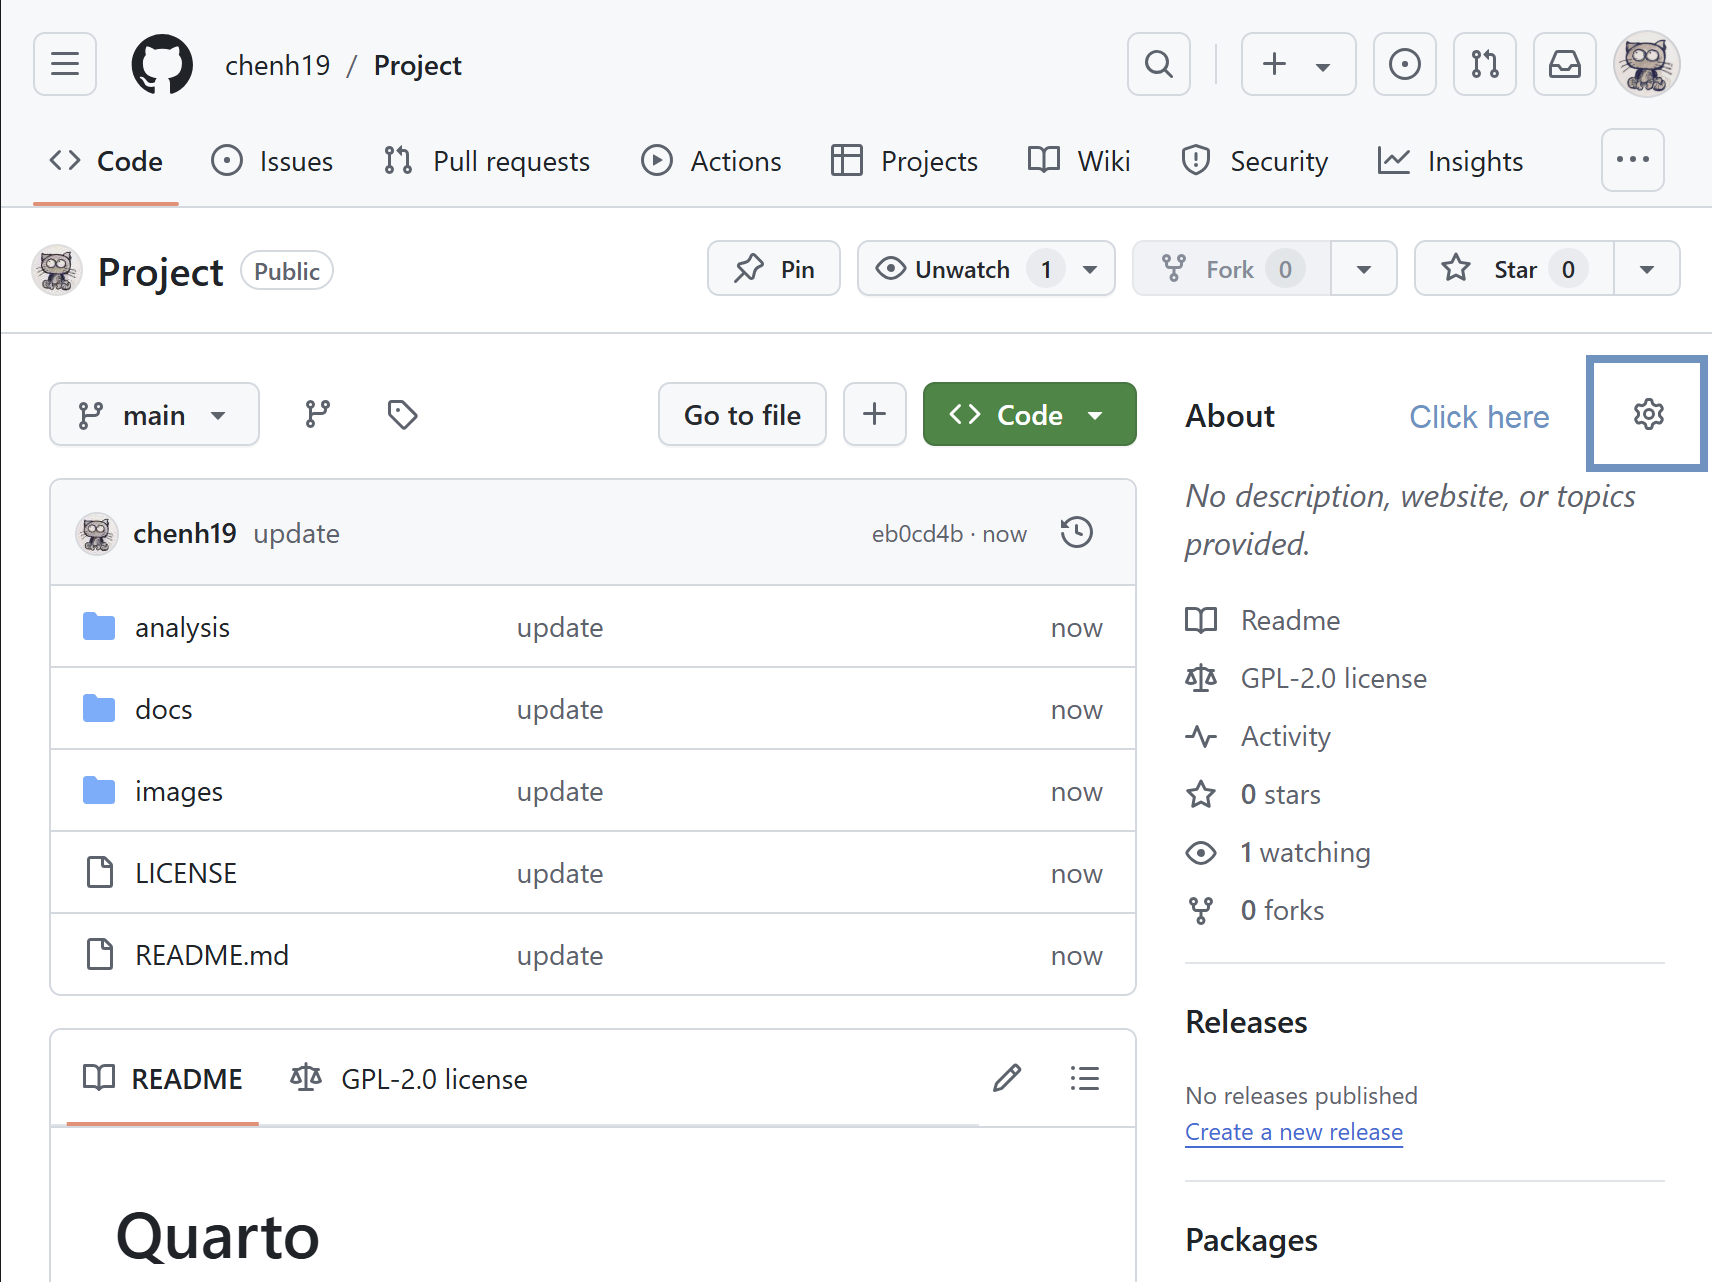 chenh19 / Project
Code Issues Pull requests Actions Projects Wiki Security Insights
Project Public Pin Unwatch 1 Fork 0 Star 0
main Go to file + Code About Click here
No description, website, or topics
provided.
chenh19 update eb0cd4b · now
analysis update now
docs update now
images update now
LICENSE update now
README.md update now
Readme
GPL-2.0 license
Activity
0 stars
1 watching
0 forks
Releases
No releases published
Create a new release
Packages
README GPL-2.0 license
Quarto